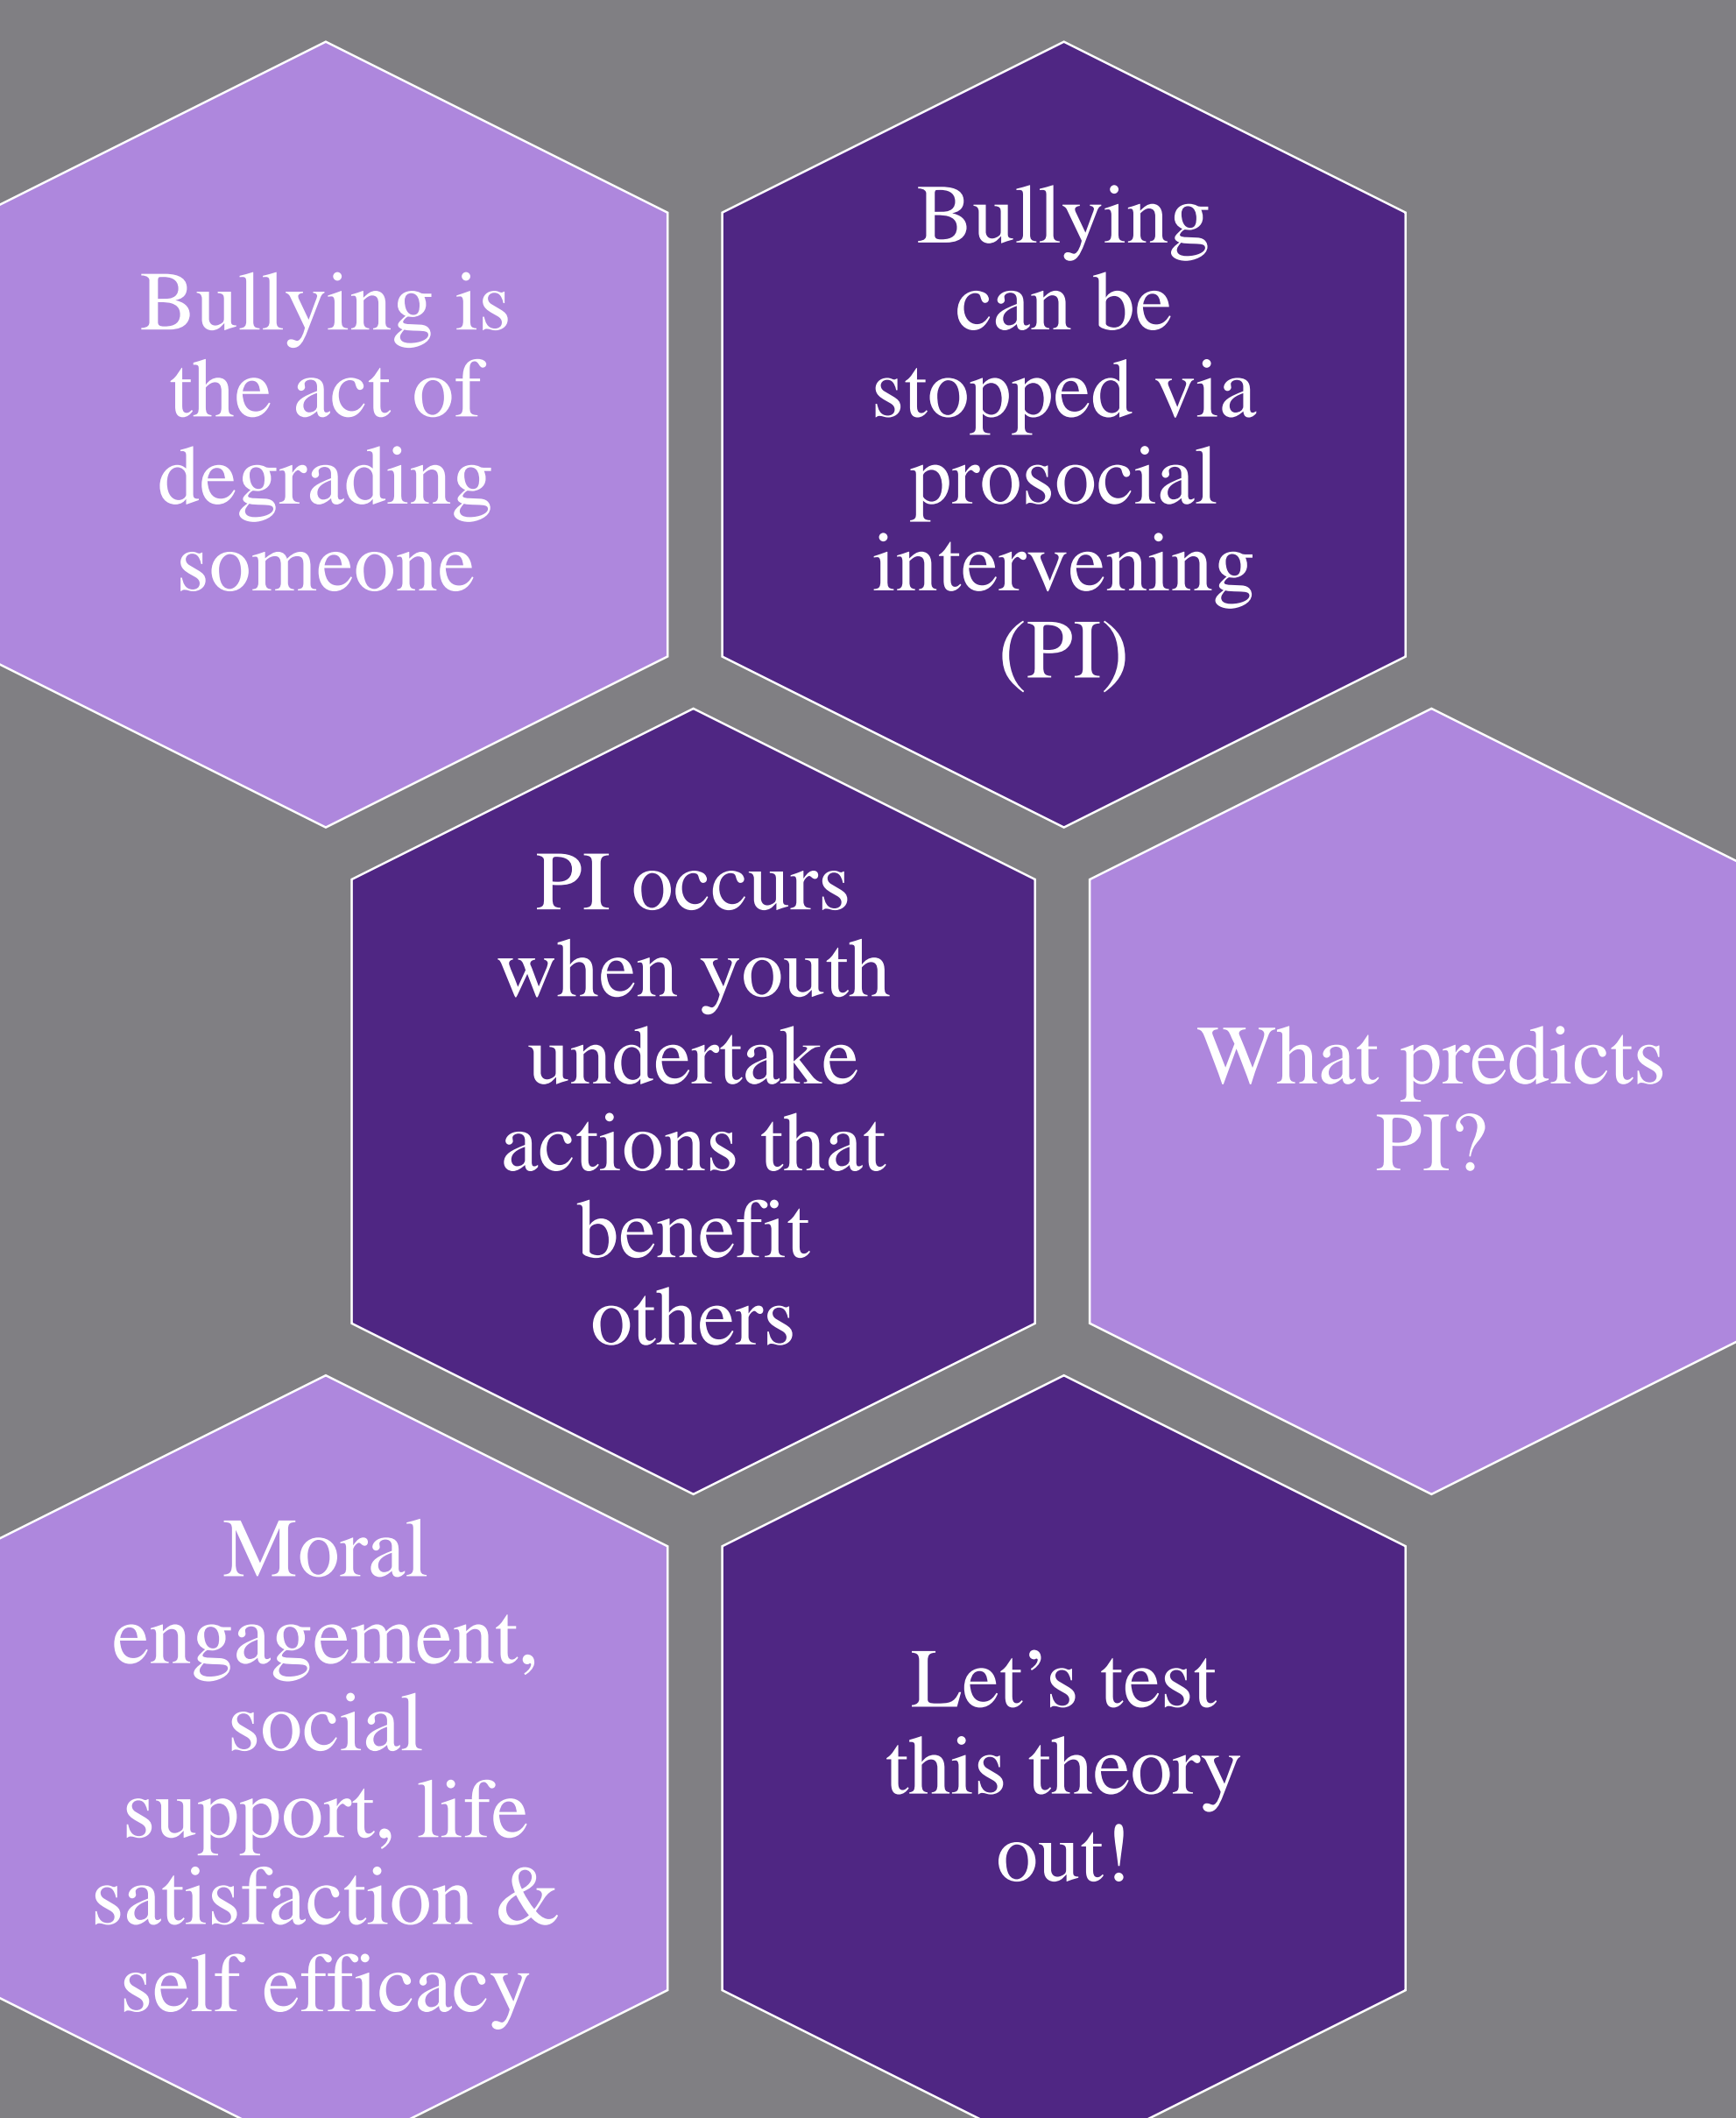 Bullying is
the act of
degrading
someone
Bullying
can be
stopped via
prosocial
intervening
(PI)
PI occurs
when youth
undertake
actions that
benefit
others
What predicts
PI?
Moral
engagement,
social
support, life
satisfaction &
self efficacy
Let’s test
this theory
out!